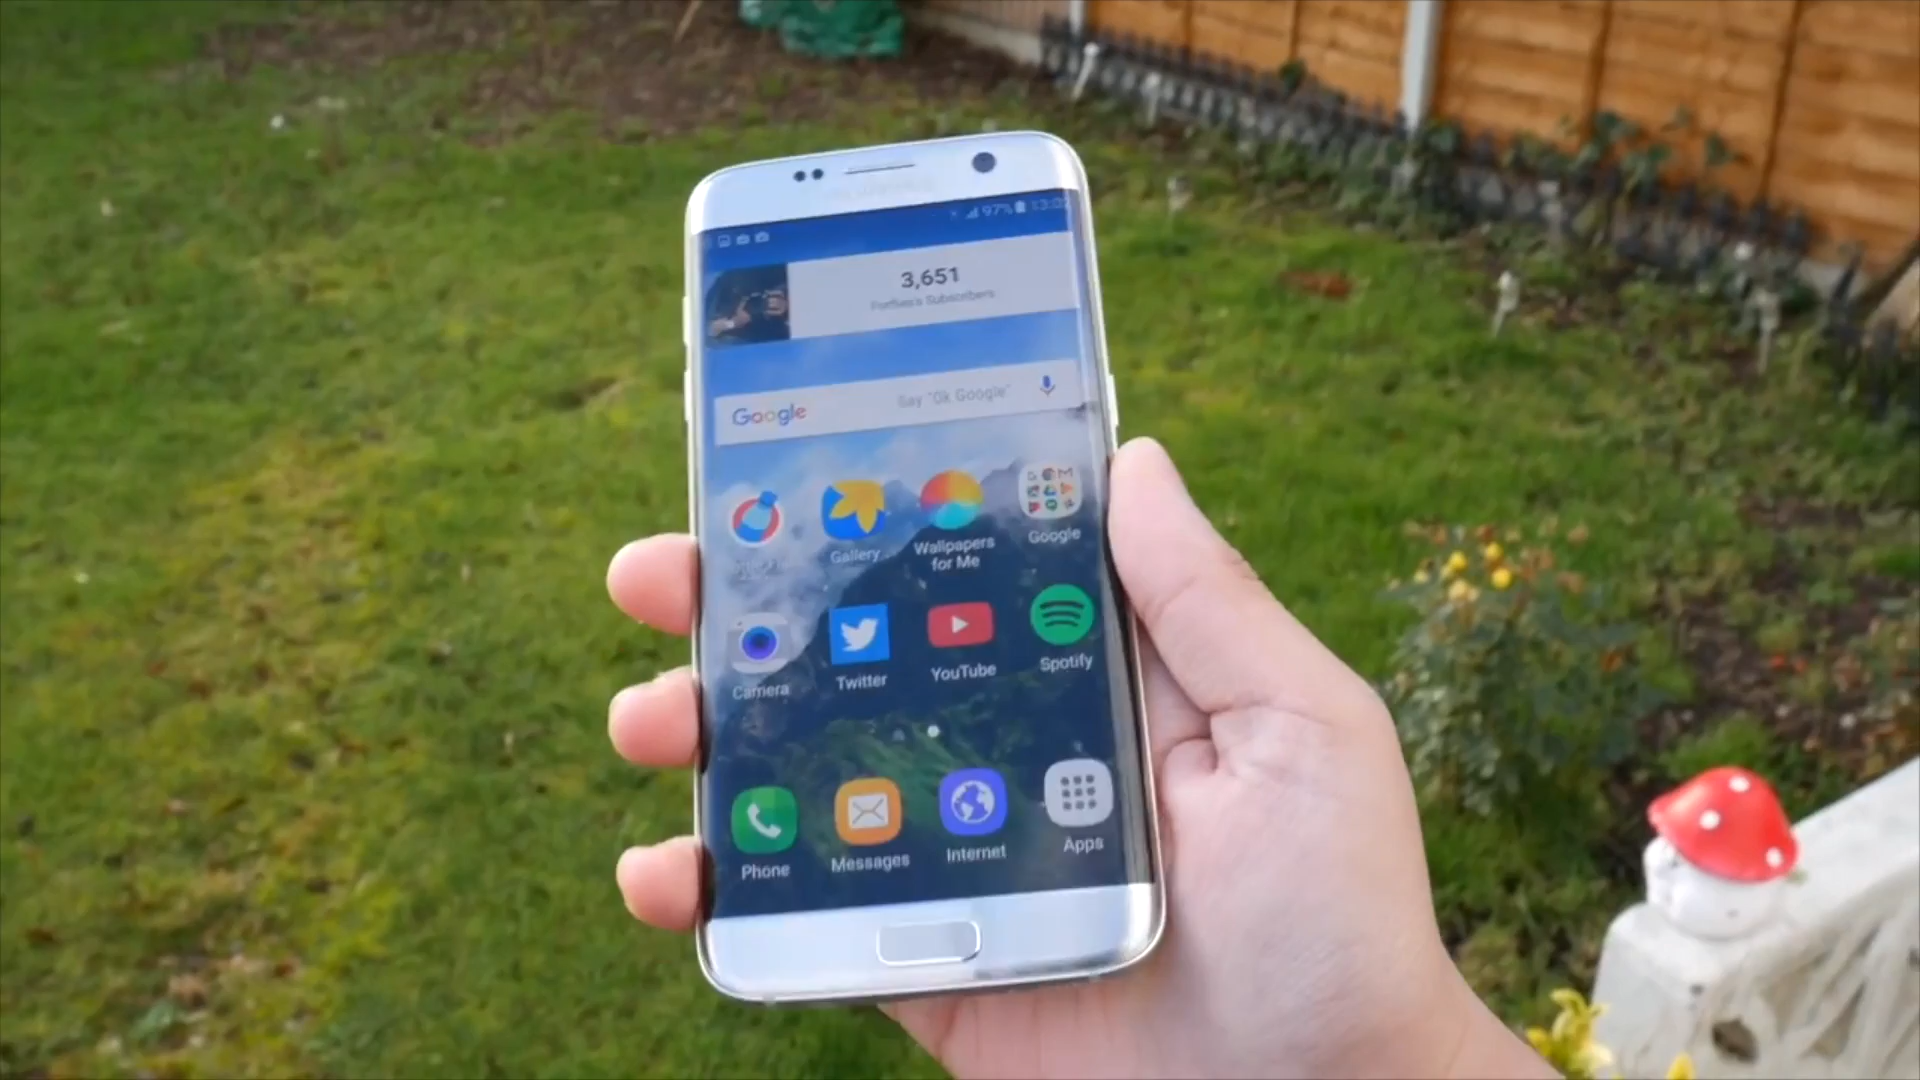 97%
3,651
Google
Say "Ok Google"
Gallery
Wallpapers
for Me
Google
Camera
Twitter
YouTube
Spotify
Phone
Messages
Internet
Apps